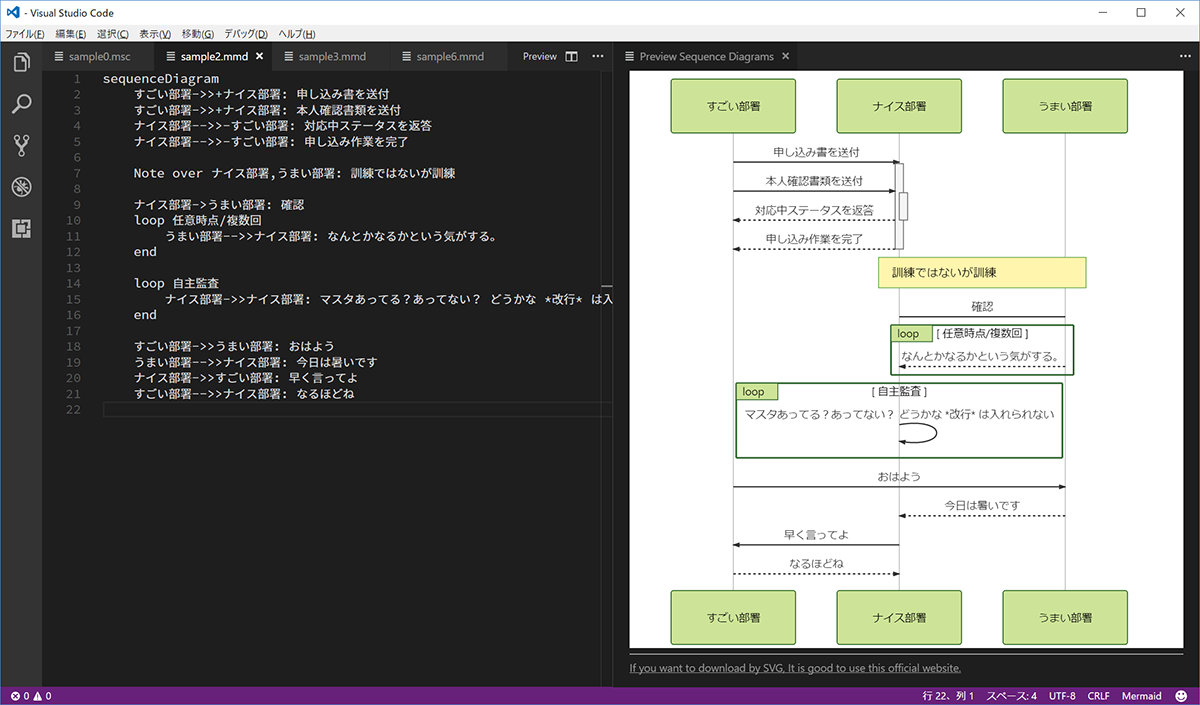 - Visual Studio Code
ファイル(F) 編集(E) 選択(C) 表示(V) 移動(G) デバッグ(D) ヘルプ(H)
sample0.msc sample2.mmd sample3.mmd sample6.mmd Preview
1 sequenceDiagram
2 すごい部署->>+ナイス部署: 申し込み書を送付
3 すごい部署->>+ナイス部署: 本人確認書類を送付
4 ナイス部署-->>-すごい部署: 対応中ステータスを返答
5 ナイス部署-->>-すごい部署: 申し込み作業を完了
6
7 Note over ナイス部署,うまい部署: 訓練ではないが訓練
8
9 ナイス部署->うまい部署: 確認
10 loop 任意時点/複数回
11 うまい部署-->>ナイス部署: なんとかなるかという気がする。
12 end
13
14 loop 自主監査
15 ナイス部署->>ナイス部署: マスタあってる？あってない？ どうかな *改行* は入
16 end
17
18 すごい部署->>うまい部署: おはよう
19 うまい部署-->>ナイス部署: 今日は暑いです
20 ナイス部署->>すごい部署: 早く言ってよ
21 すごい部署-->>ナイス部署: なるほどね
22
Preview Sequence Diagrams
すごい部署 ナイス部署 うまい部署
申し込み書を送付
本人確認書類を送付
対応中ステータスを返答
申し込み作業を完了
訓練ではないが訓練
確認
loop [ 任意時点/複数回 ]
なんとかなるかという気がする。
loop [ 自主監査 ]
マスタあってる？あってない？ どうかな *改行* は入れられない
おはよう
今日は暑いです
早く言ってよ
なるほどね
すごい部署 ナイス部署 うまい部署
If you want to download by SVG, It is good to use this official website.
0 0 行 22、列 1 スペース: 4 UTF-8 CRLF Mermaid